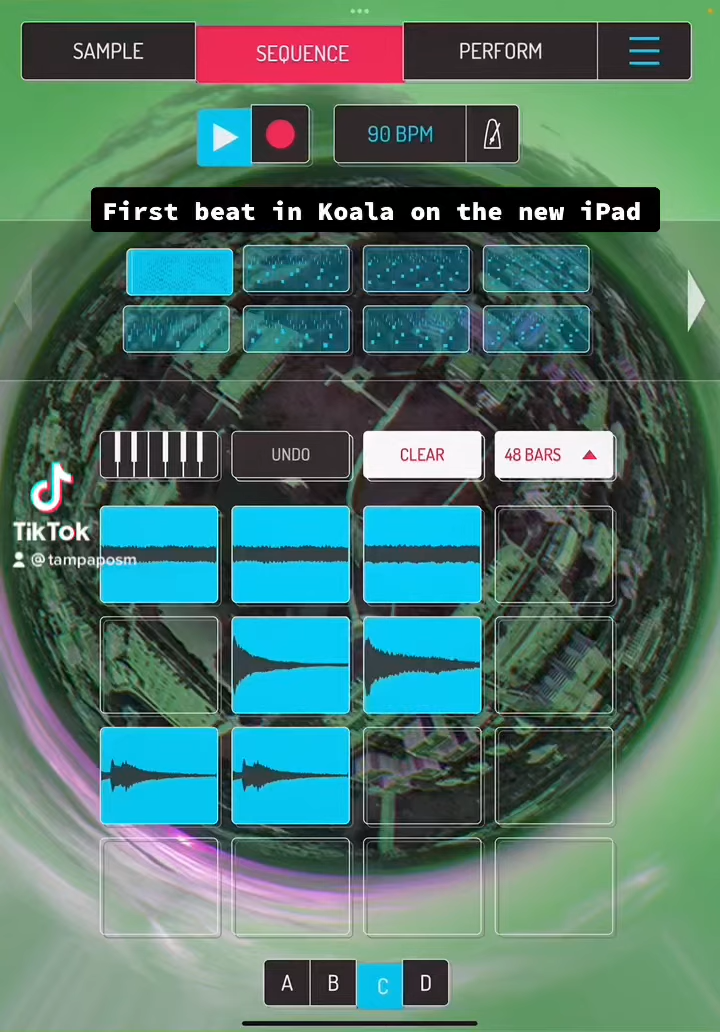 SAMPLE
SEQUENCE
PERFORM
90 BPM
First beat in Koala on the new iPad
UNDO
CLEAR
48 BARS
TikTok
@tampaposm
A
B
C
D